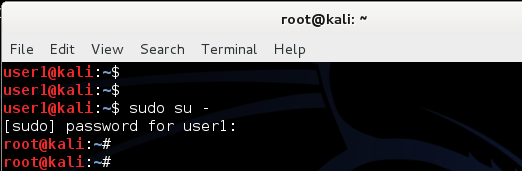 root@kali: ~
File Edit View Search Terminal Help
user1@kali:~$
user1@kali:~$
user1@kali:~$ sudo su -
[sudo] password for user1:
root@kali:~#
root@kali:~#